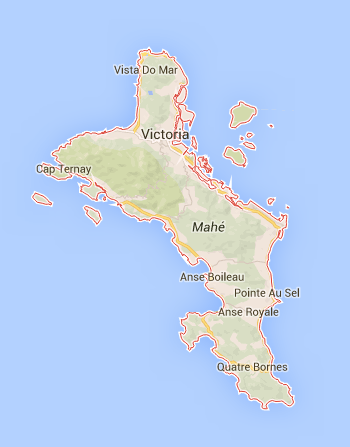 Vista Do Mar
Victoria
Cap Ternay
Mahé
Anse Boileau
Pointe Au Sel
Anse Royale
Quatre Bornes